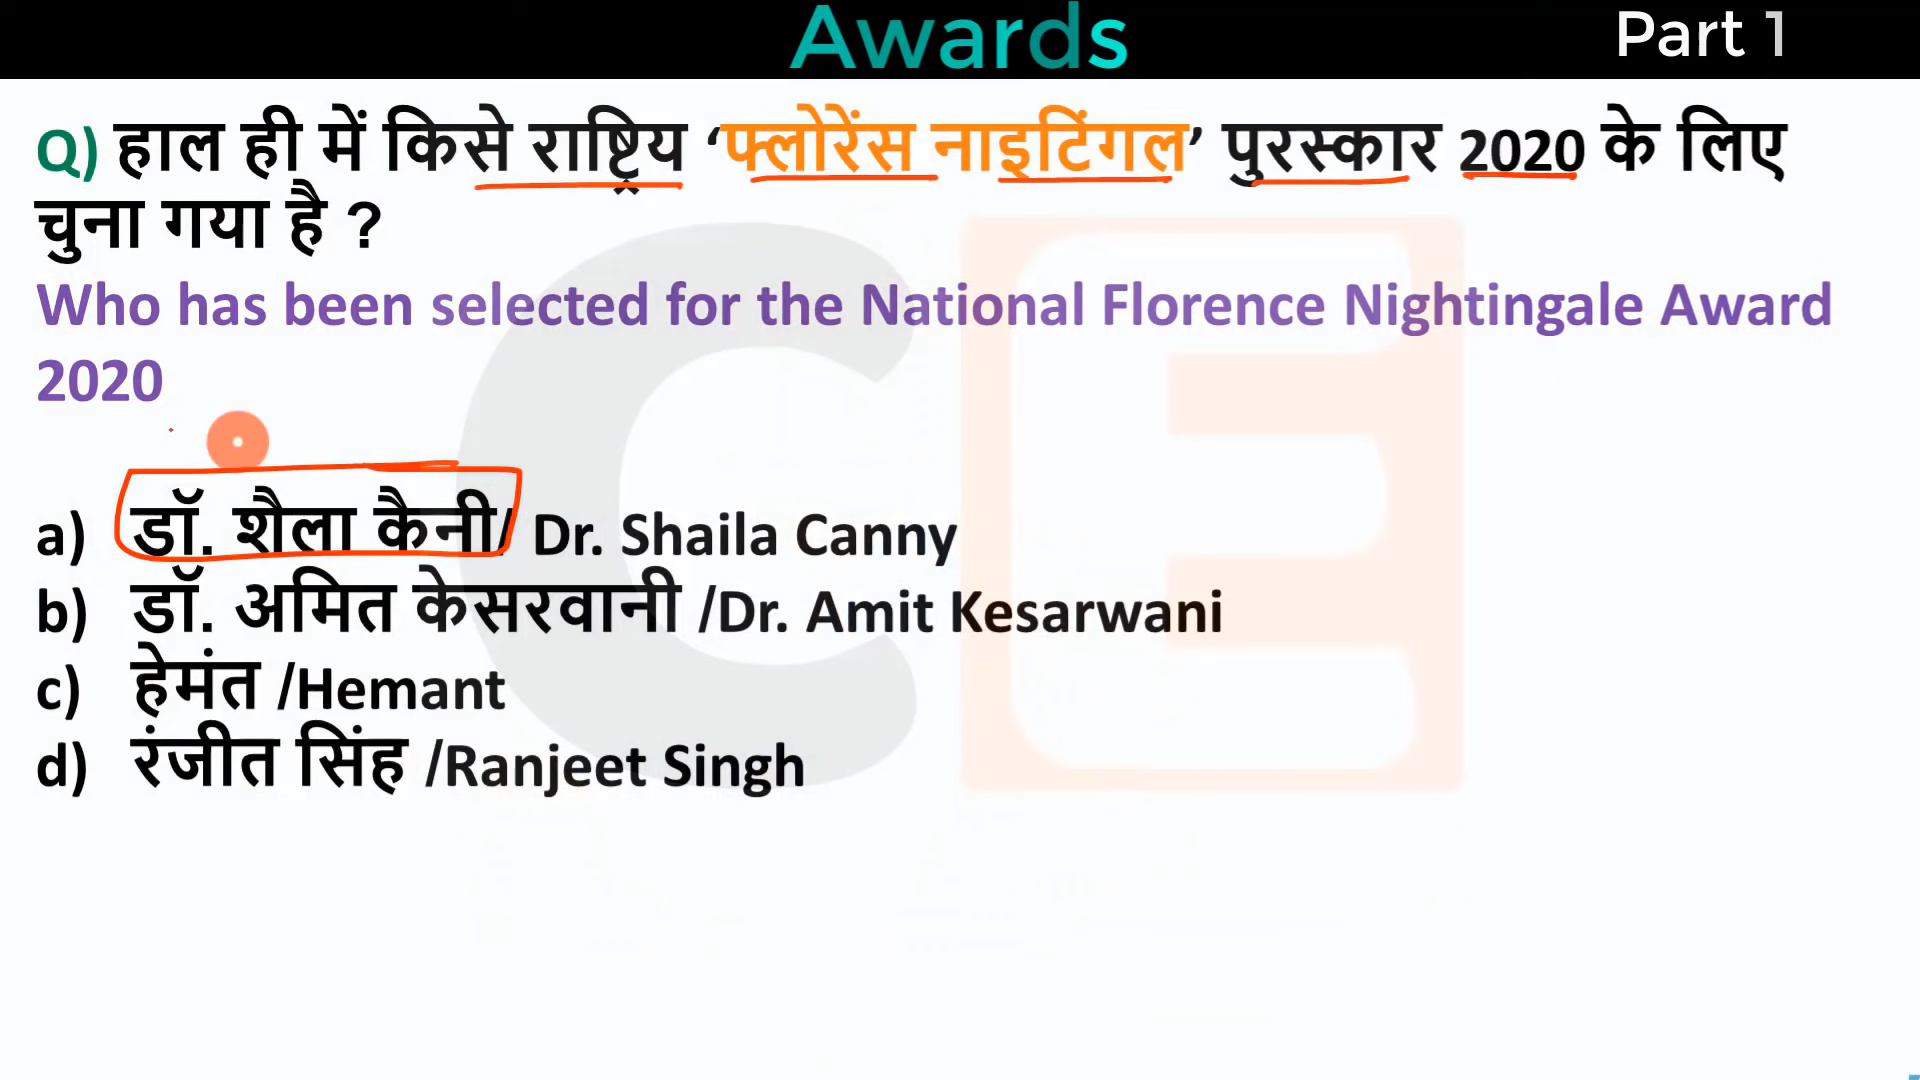 Awards
Part 1
Q) हाल ही में किसे राष्ट्रिय ‘फ्लोरेंस नाइटिंगल’ पुरस्कार 2020 के लिए
चुना गया है ?
Who has been selected for the National Florence Nightingale Award
2020
a) डॉ. शैला कैनी/ Dr. Shaila Canny
b) डॉ. अमित केसरवानी /Dr. Amit Kesarwani
c) हेमंत /Hemant
d) रंजीत सिंह /Ranjeet Singh
CE